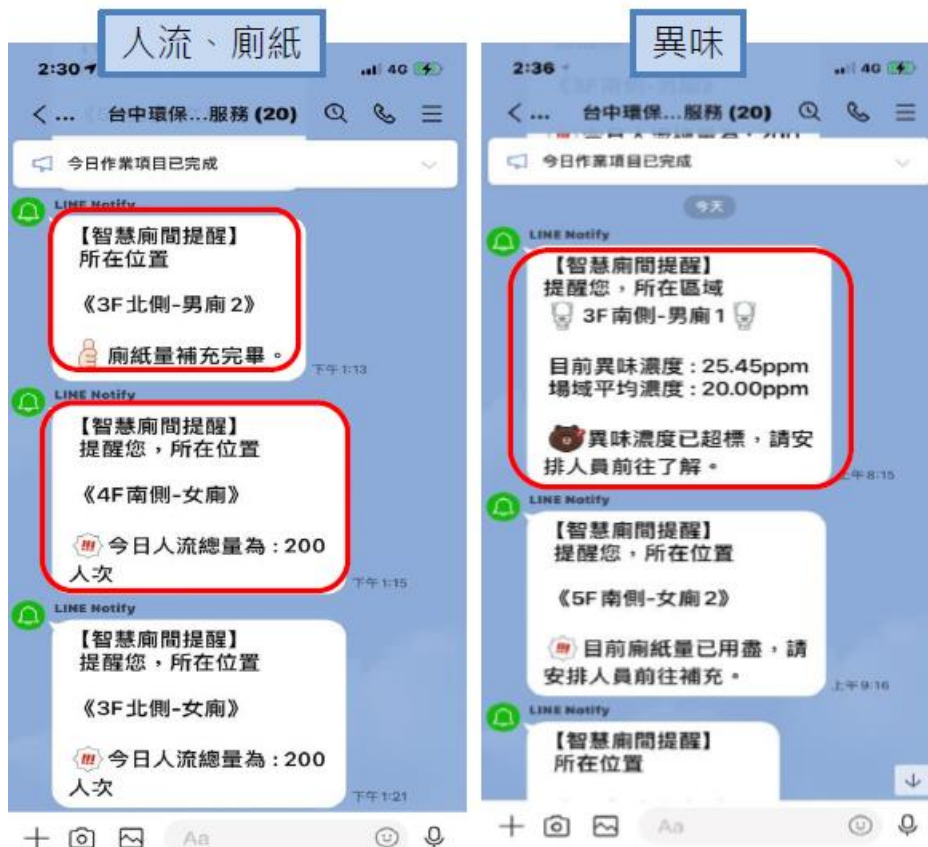 人流、廁紙
2:30
4G
台中環保...服務 (20)
今日作業項目已完成
LINE Notify
【智慧廁間提醒】
所在位置
《3F北側-男廁2》
廁紙量補充完畢。
下午 1:13
LINE Notify
【智慧廁間提醒】
提醒您,所在位置
《4F南側-女廁》
今日人流總量為:200
人次
下午 1:15
LINE Notify
【智慧廁間提醒】
提醒您,所在位置
《3F北側-女廁》
今日人流總量為:200
人次
下午 1:21
Aa
異味
2:36
4G
台中環保...服務 (20)
今日作業項目已完成
今天
LINE Notify
【智慧廁間提醒】
提醒您,所在區域
3F南側-男廁1
目前異味濃度:25.45ppm
場域平均濃度:20.00ppm
異味濃度已超標,請安
排人員前往了解。
上午 8:15
LINE Notify
【智慧廁間提醒】
提醒您,所在位置
《5F南側-女廁2》
目前廁紙量已用盡,請
安排人員前往補充。
上午 9:16
LINE Notify
【智慧廁間提醒】
所在位置
Aa